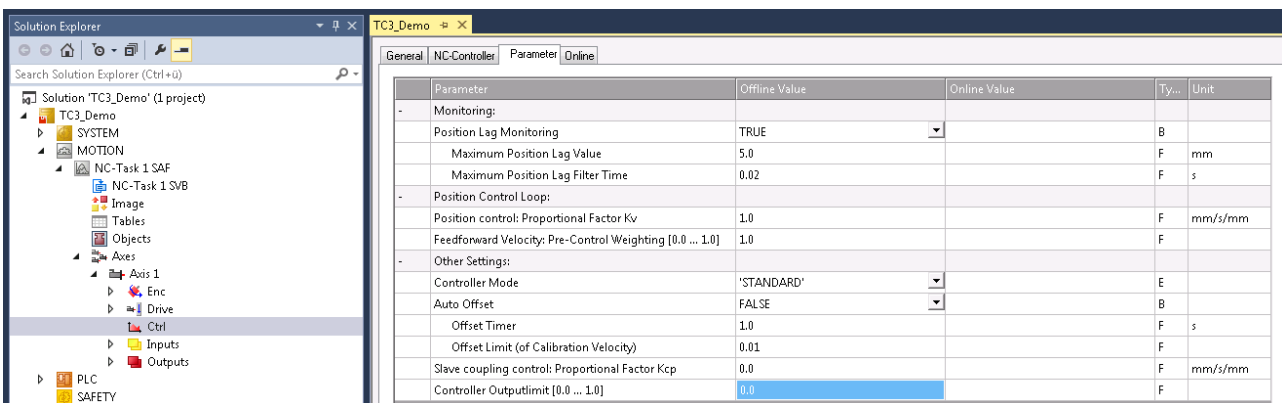 Solution Explorer
Search Solution Explorer (Ctrl+ü)
Solution 'TC3_Demo' (1 project)
TC3_Demo
SYSTEM
MOTION
NC-Task 1 SAF
NC-Task 1 SVB
Image
Tables
Objects
Axes
Axis 1
Enc
Drive
Ctrl
Inputs
Outputs
PLC
SAFETY
TC3_Demo
General NC-Controller Parameter Online
Parameter Offline Value Online Value Ty... Unit
- Monitoring:
Position Lag Monitoring TRUE B
Maximum Position Lag Value 5.0 F mm
Maximum Position Lag Filter Time 0.02 F s
- Position Control Loop:
Position control: Proportional Factor Kv 1.0 F mm/s/mm
Feedforward Velocity: Pre-Control Weighting [0.0 ... 1.0] 1.0 F
- Other Settings:
Controller Mode 'STANDARD' E
Auto Offset FALSE B
Offset Timer 1.0 F s
Offset Limit (of Calibration Velocity) 0.01 F
Slave coupling control: Proportional Factor Kcp 0.0 F mm/s/mm
Controller Outputlimit [0.0 ... 1.0] 0.0 F